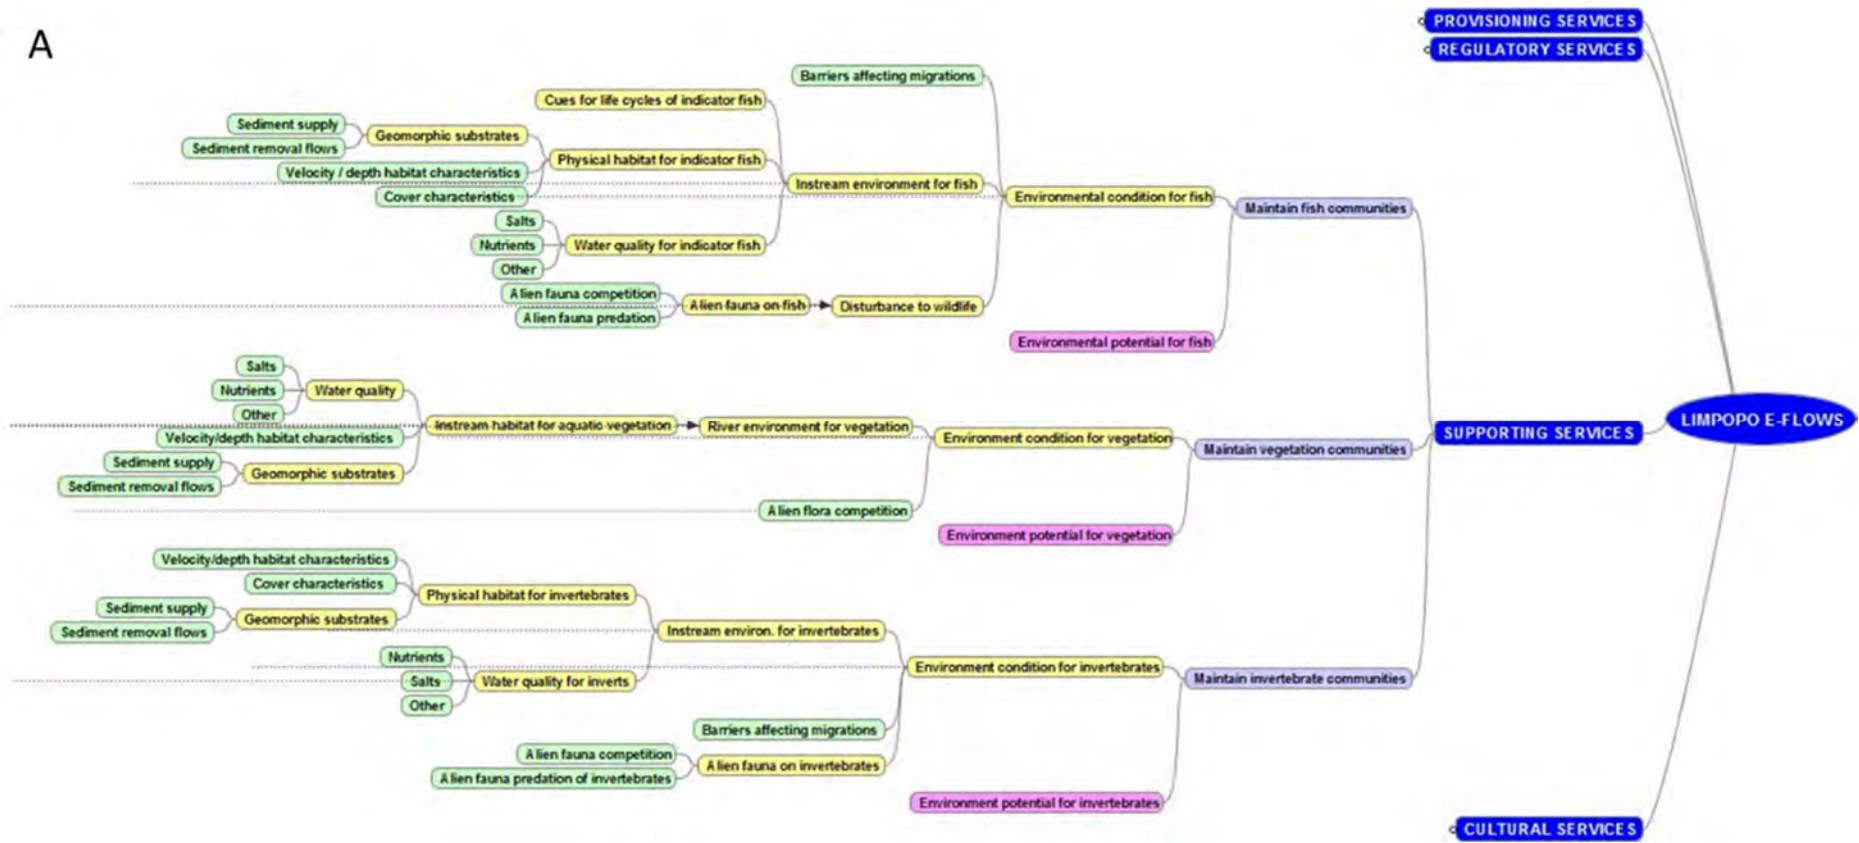 A
PROVISIONING SERVICES
REGULATORY SERVICES
Barriers affecting migrations
Cues for life cycles of indicator fish
Sediment supply
Geomorphic substrates
Sediment removal flows
Physical habitat for indicator fish
Velocity / depth habitat characteristics
Instream environment for fish
Cover characteristics
Environmental condition for fish
Maintain fish communities
Salts
Nutrients
Water quality for indicator fish
Other
Alien fauna competition
Alien fauna on fish
Disturbance to wildlife
Alien fauna predation
Environmental potential for fish
Salts
Nutrients
Water quality
Other
Instream habitat for aquatic vegetation
River environment for vegetation
Velocity/depth habitat characteristics
Environment condition for vegetation
Maintain vegetation communities
SUPPORTING SERVICES
LIMPOPO E-FLOWS
Sediment supply
Geomorphic substrates
Sediment removal flows
Alien flora competition
Environment potential for vegetation
Velocity/depth habitat characteristics
Cover characteristics
Physical habitat for invertebrates
Sediment supply
Geomorphic substrates
Sediment removal flows
Instream environ. for invertebrates
Nutrients
Environment condition for invertebrates
Salts
Water quality for inverts
Maintain invertebrate communities
Other
Barriers affecting migrations
Alien fauna competition
Alien fauna on invertebrates
Alien fauna predation of invertebrates
Environment potential for invertebrates
CULTURAL SERVICES